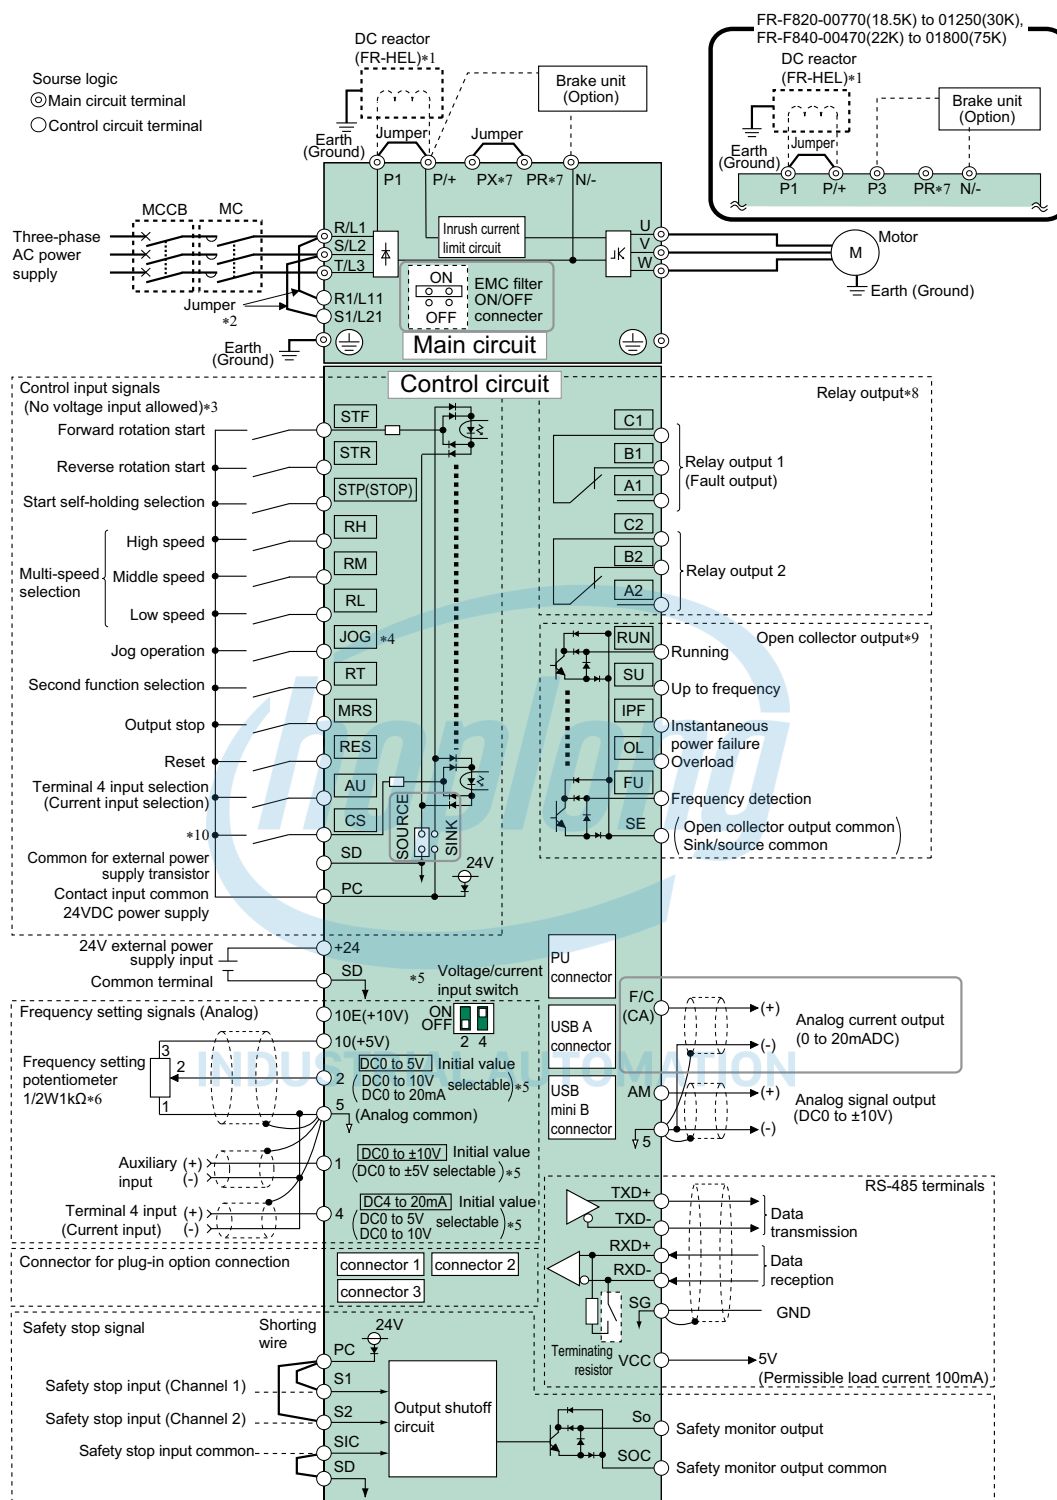 FR-F820-00770(18.5K) to 01250(30K),
FR-F840-00470(22K) to 01800(75K)
DC reactor
(FR-HEL)*1
Brake unit
(Option)
Earth
(Ground)
Jumper
P1
P/+
P3
PR*7
N/-
Sourse logic
Main circuit terminal
Control circuit terminal
DC reactor
(FR-HEL)*1
Brake unit
(Option)
Earth
(Ground)
Jumper
Jumper
P1
P/+
PX*7
PR*7
N/-
MCCB
MC
Three-phase
AC power
supply
R/L1
S/L2
T/L3
R1/L11
S1/L21
Jumper
*2
Earth
(Ground)
Inrush current
limit circuit
ON
OFF
EMC filter
ON/OFF
connecter
Main circuit
U
V
W
M
Motor
Earth (Ground)
Control circuit
Control input signals
(No voltage input allowed)*3
Forward rotation start
STF
Reverse rotation start
STR
Start self-holding selection
STP(STOP)
Multi-speed
selection
High speed
RH
Middle speed
RM
Low speed
RL
Jog operation
JOG *4
Second function selection
RT
Output stop
MRS
Reset
RES
Terminal 4 input selection
(Current input selection)
AU
*10
CS
SOURCE
SINK
Common for external power
supply transistor
SD
24V
Contact input common
24VDC power supply
PC
Relay output*8
C1
B1
A1
Relay output 1
(Fault output)
C2
B2
A2
Relay output 2
Open collector output*9
RUN
Running
SU
Up to frequency
IPF
Instantaneous
power failure
OL
Overload
FU
Frequency detection
SE
Open collector output common
Sink/source common
hoplong
INDUSTRIAL AUTOMATION
24V external power
supply input
+24
Common terminal
SD
*5 Voltage/current
input switch
ON
OFF
2 4
PU
connector
USB A
connector
USB
mini B
connector
Frequency setting signals (Analog)
10E(+10V)
10(+5V)
Frequency setting
potentiometer
1/2W1kΩ*6
3
2
1
2
DC0 to 5V Initial value
(DC0 to 10V
DC0 to 20mA selectable)*5
5
(Analog common)
Auxiliary
input
(+)
(-)
1
DC0 to ±10V Initial value
(DC0 to ±5V selectable)*5
Terminal 4 input
(Current input)
(+)
(-)
4
DC4 to 20mA Initial value
(DC0 to 5V
DC0 to 10V selectable)*5
F/C
(CA)
(+)
(-)
Analog current output
(0 to 20mADC)
AM
5
(+)
(-)
Analog signal output
(DC0 to ±10V)
RS-485 terminals
TXD+
TXD-
Data
transmission
RXD+
RXD-
Data
reception
SG
GND
Terminating
resistor
VCC
5V
(Permissible load current 100mA)
Connector for plug-in option connection
connector 1
connector 2
connector 3
Safety stop signal
Shorting
wire
24V
PC
Safety stop input (Channel 1)
S1
Safety stop input (Channel 2)
S2
Safety stop input common
SIC
SD
Output shutoff
circuit
So
Safety monitor output
SOC
Safety monitor output common